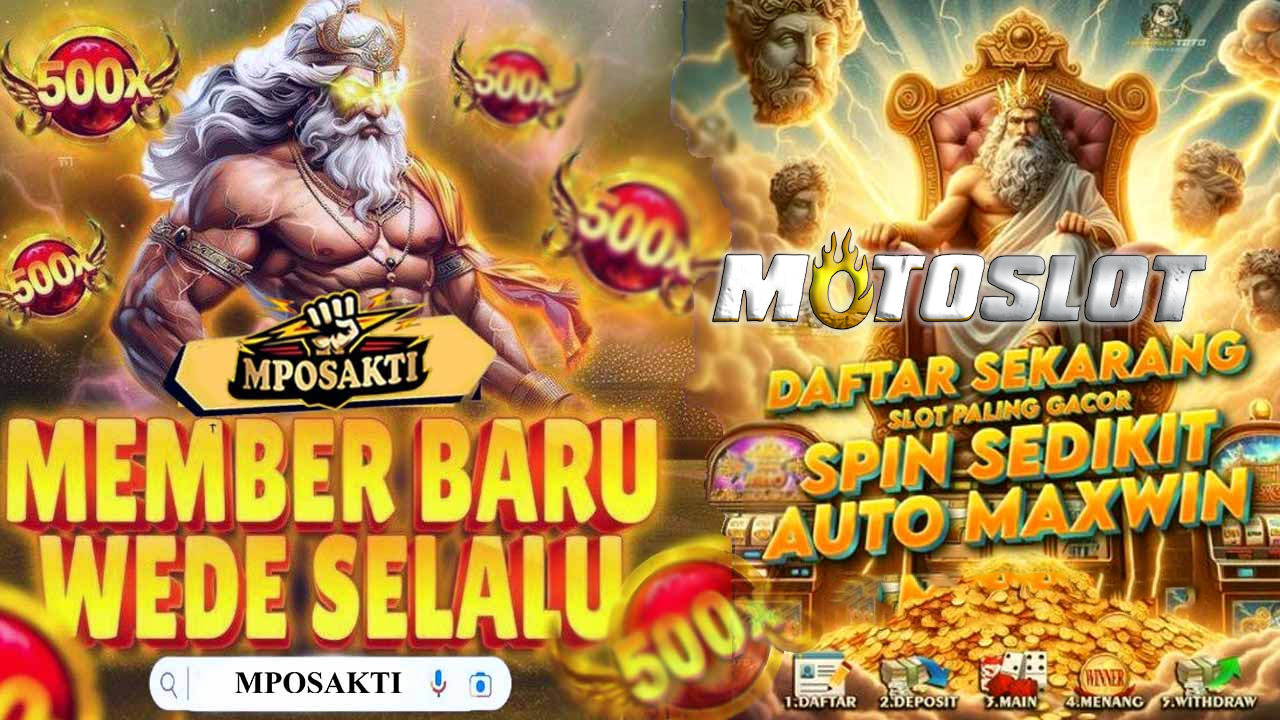 500x
500x
500x
500x
MPOSAKTI
MEMBER BARU
WEDE SELALU
500x
MPOSAKTI
MOTOSLOT
DAFTAR SEKARANG
SLOT PALING GACOR
SPIN SEDIKIT
AUTO MAXWIN
WINNER
1.DAFTAR 2.DEPOSIT 3.MAIN 4.MENANG 5.WITHDRAW